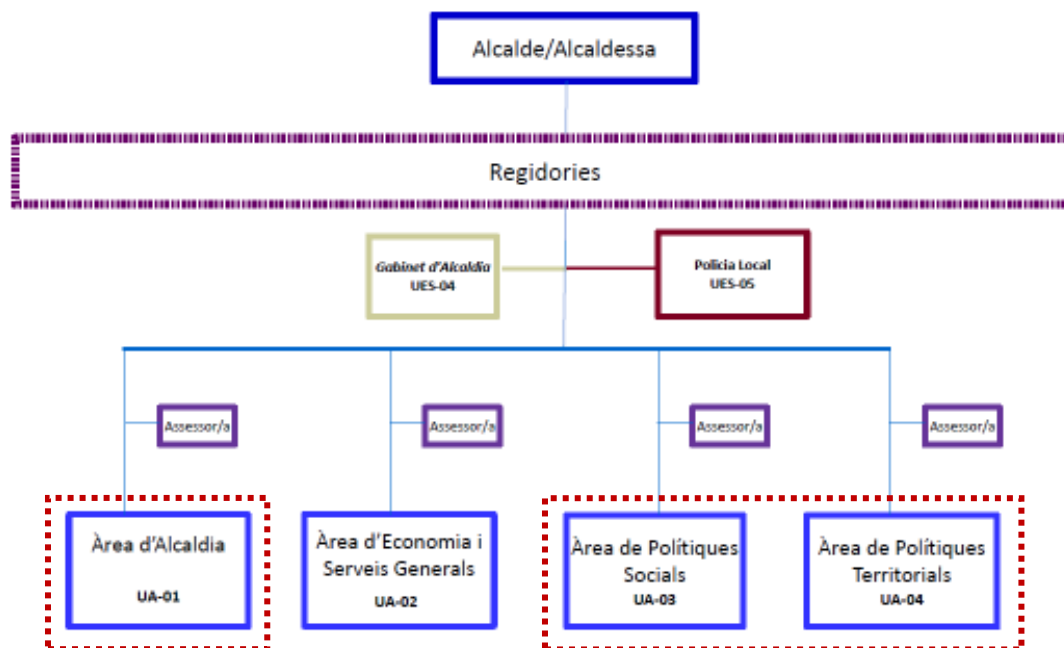 Alcalde/Alcaldessa
Regidories
Gabinet d'Alcaldia
UES-04
Policia Local
UES-05
Assessor/a
Assessor/a
Assessor/a
Assessor/a
Àrea d'Alcaldia
UA-01
Àrea d'Economia i
Serveis Generals
UA-02
Àrea de Polítiques
Socials
UA-03
Àrea de Polítiques
Territorials
UA-04